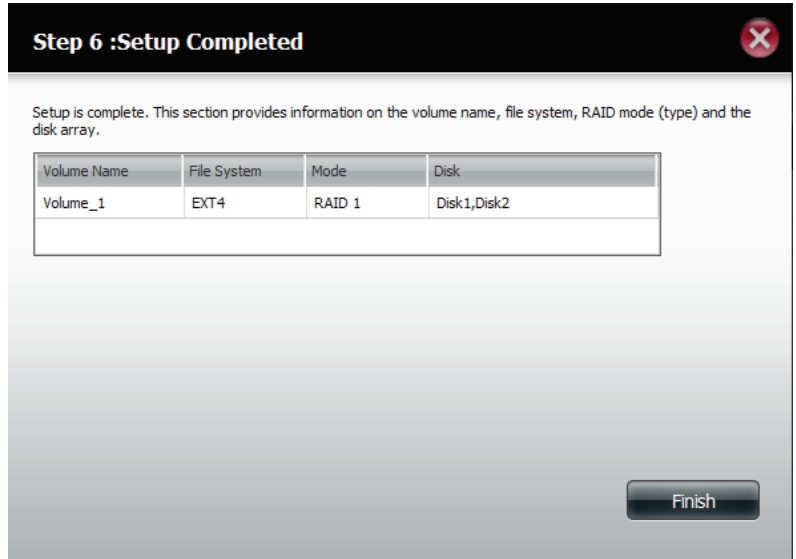 Step 6 :Setup Completed
Setup is complete. This section provides information on the volume name, file system, RAID mode (type) and the
disk array.
Volume Name File System Mode Disk
Volume_1 EXT4 RAID 1 Disk1,Disk2
Finish